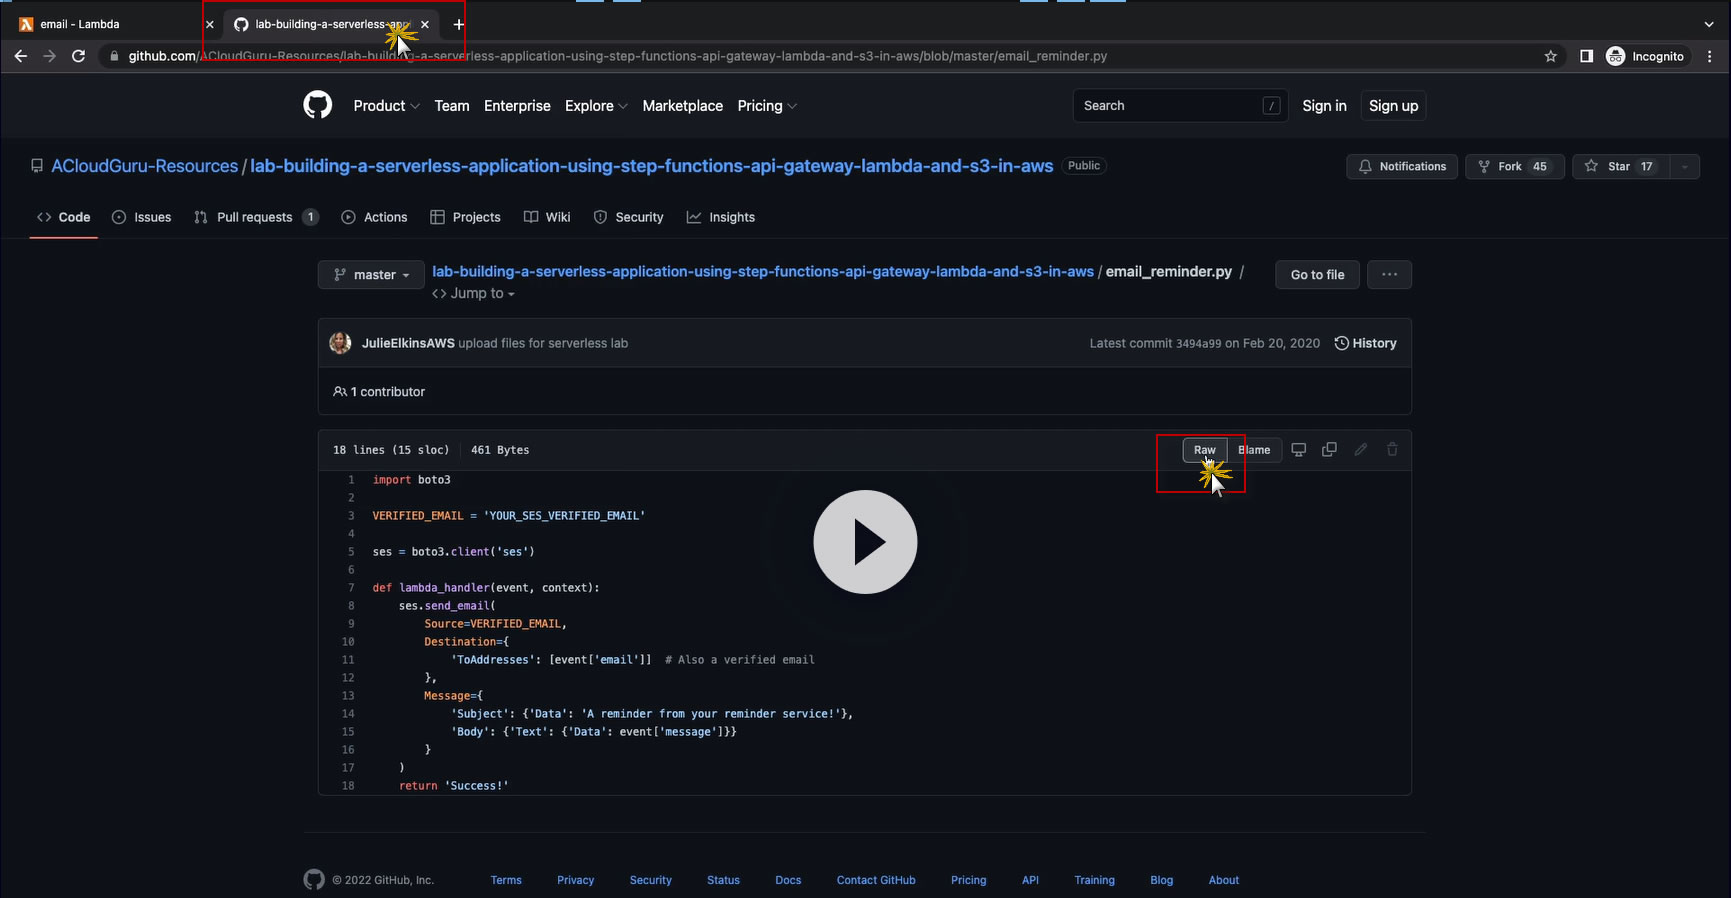 email - Lambda
lab-building-a-serverless-appl
github.com/ACloudGuru-Resources/lab-building-a-serverless-application-using-step-functions-api-gateway-lambda-and-s3-in-aws/blob/master/email_reminder.py
Incognito
Product Team Enterprise Explore Marketplace Pricing
Search /
Sign in Sign up
ACloudGuru-Resources / lab-building-a-serverless-application-using-step-functions-api-gateway-lambda-and-s3-in-aws Public
Notifications Fork 45 Star 17
<> Code Issues Pull requests 1 Actions Projects Wiki Security Insights
master
lab-building-a-serverless-application-using-step-functions-api-gateway-lambda-and-s3-in-aws / email_reminder.py /
<> Jump to
Go to file ...
JulieElkinsAWS upload files for serverless lab Latest commit 3494a99 on Feb 20, 2020 History
1 contributor
18 lines (15 sloc) 461 Bytes Raw Blame
1 import boto3
2
3 VERIFIED_EMAIL = 'YOUR_SES_VERIFIED_EMAIL'
4
5 ses = boto3.client('ses')
6
7 def lambda_handler(event, context):
8 ses.send_email(
9 Source=VERIFIED_EMAIL,
10 Destination={
11 'ToAddresses': [event['email']] # Also a verified email
12 },
13 Message={
14 'Subject': {'Data': 'A reminder from your reminder service!'},
15 'Body': {'Text': {'Data': event['message']}}
16 }
17 )
18 return 'Success!'
© 2022 GitHub, Inc. Terms Privacy Security Status Docs Contact GitHub Pricing API Training Blog About